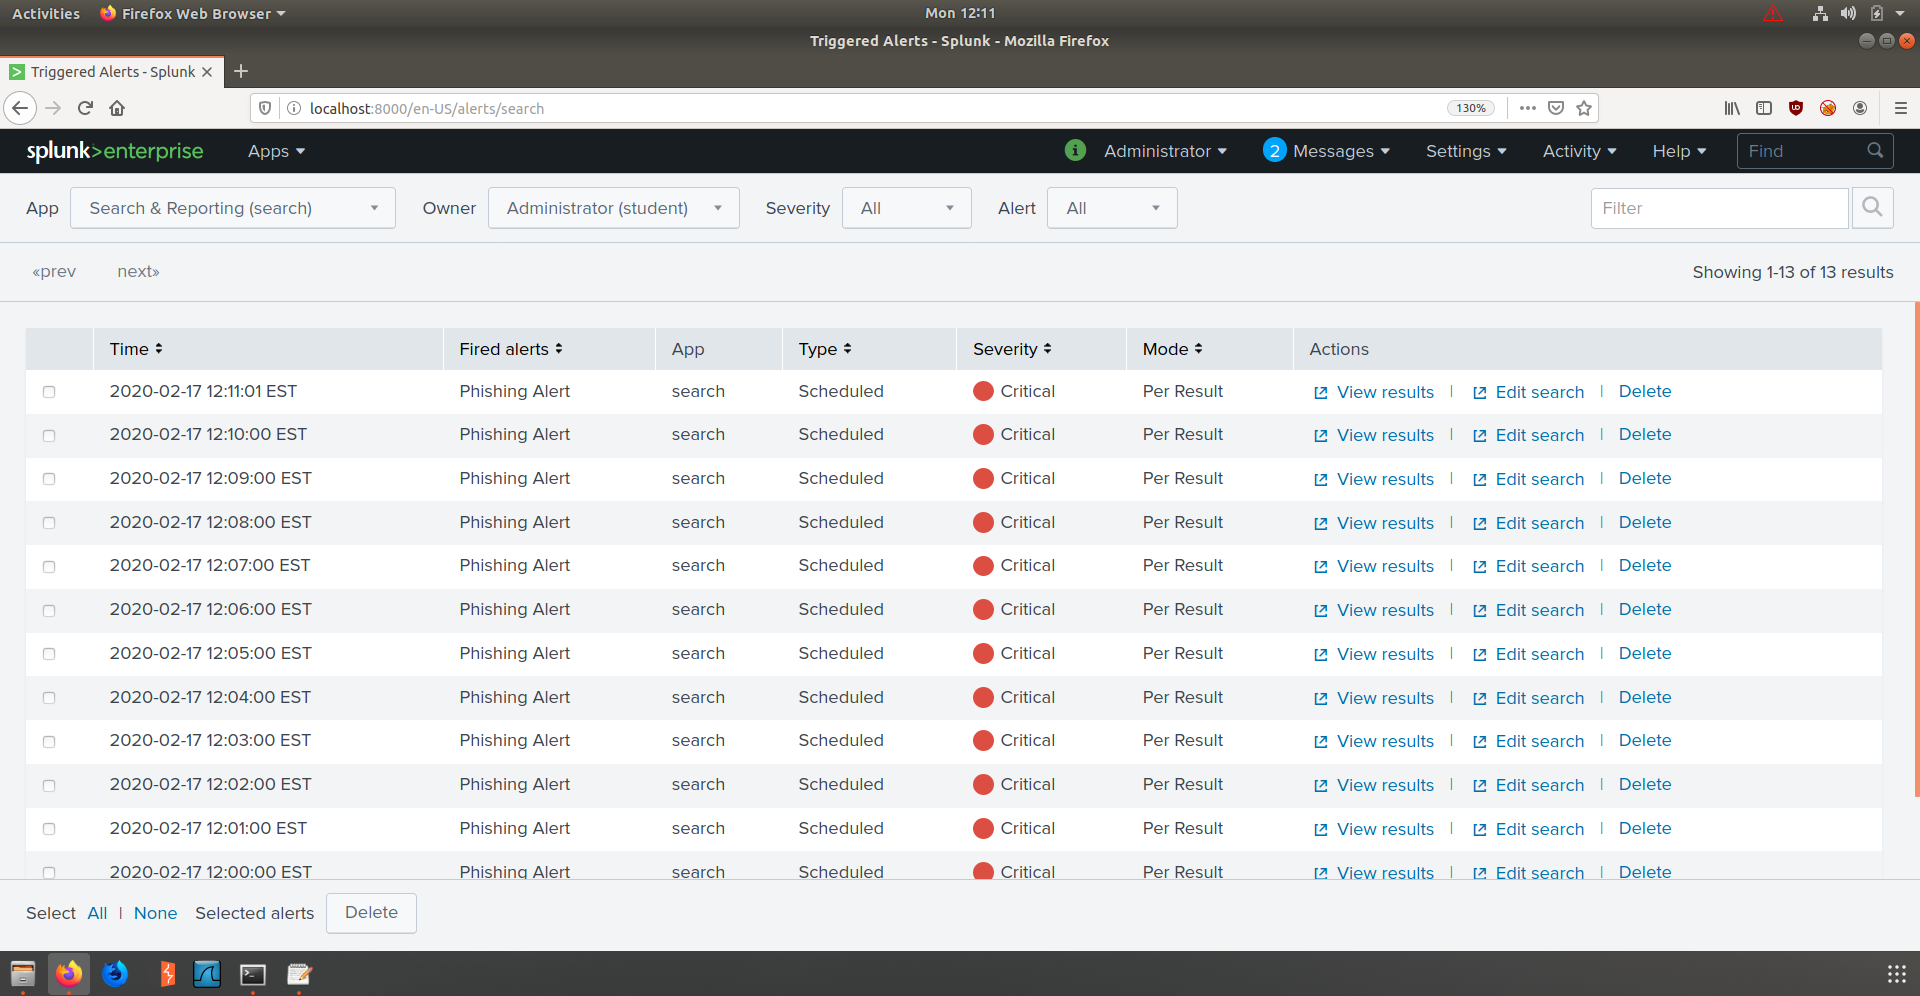 Activities Firefox Web Browser Mon 12:11
Triggered Alerts - Splunk - Mozilla Firefox
Triggered Alerts - Splunk
localhost:8000/en-US/alerts/search 130%
splunk>enterprise Apps i Administrator 2 Messages Settings Activity Help Find
App Search & Reporting (search) Owner Administrator (student) Severity All Alert All Filter
«prev next» Showing 1-13 of 13 results
Time Fired alerts App Type Severity Mode Actions
2020-02-17 12:11:01 EST Phishing Alert search Scheduled Critical Per Result View results | Edit search | Delete
2020-02-17 12:10:00 EST Phishing Alert search Scheduled Critical Per Result View results | Edit search | Delete
2020-02-17 12:09:00 EST Phishing Alert search Scheduled Critical Per Result View results | Edit search | Delete
2020-02-17 12:08:00 EST Phishing Alert search Scheduled Critical Per Result View results | Edit search | Delete
2020-02-17 12:07:00 EST Phishing Alert search Scheduled Critical Per Result View results | Edit search | Delete
2020-02-17 12:06:00 EST Phishing Alert search Scheduled Critical Per Result View results | Edit search | Delete
2020-02-17 12:05:00 EST Phishing Alert search Scheduled Critical Per Result View results | Edit search | Delete
2020-02-17 12:04:00 EST Phishing Alert search Scheduled Critical Per Result View results | Edit search | Delete
2020-02-17 12:03:00 EST Phishing Alert search Scheduled Critical Per Result View results | Edit search | Delete
2020-02-17 12:02:00 EST Phishing Alert search Scheduled Critical Per Result View results | Edit search | Delete
2020-02-17 12:01:00 EST Phishing Alert search Scheduled Critical Per Result View results | Edit search | Delete
2020-02-17 12:00:00 EST Phishing Alert search Scheduled Critical Per Result View results | Edit search | Delete
Select All | None Selected alerts Delete